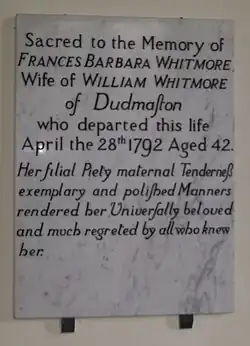 Sacred to the Memory of
FRANCES BARBARA WHITMORE
Wife of WILLIAM WHITMORE
of Dudmaſton
who departed this life
April the 28th 1792 Aged 42.
Her filial Piety maternal Tenderneß
exemplary and poliſhed Manners
rendered her Univerſally beloved
and much regreted by all who knew
her.